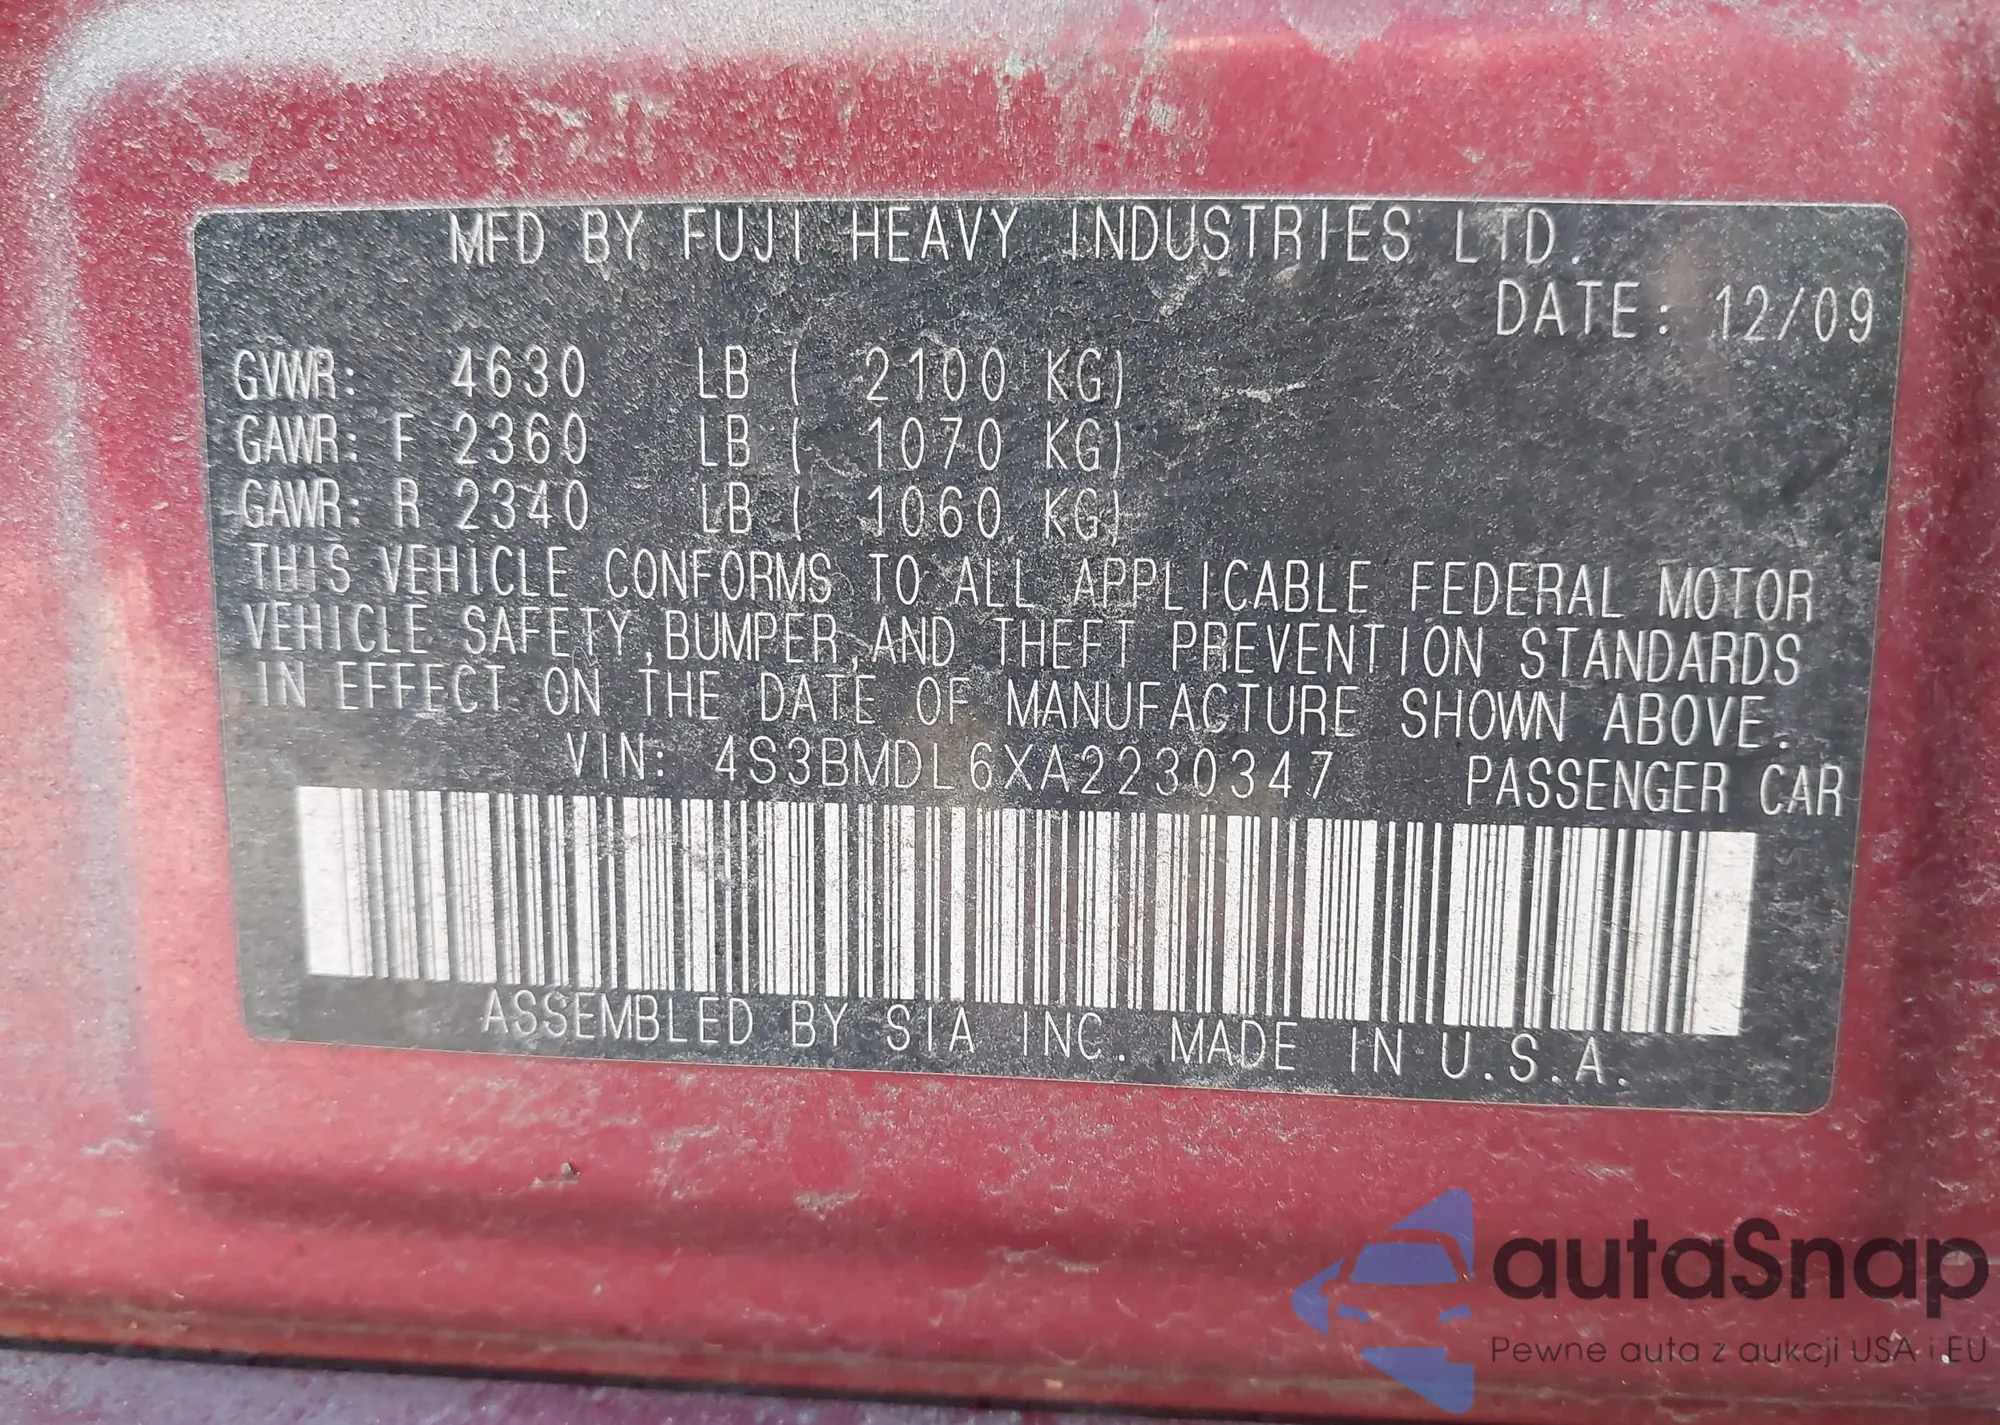 MFD BY FUJI HEAVY INDUSTRIES LTD.
DATE: 12/09
GVWR: 4630 LB ( 2100 KG)
GAWR: F 2360 LB ( 1070 KG)
GAWR: R 2340 LB ( 1060 KG)
THIS VEHICLE CONFORMS TO ALL APPLICABLE FEDERAL MOTOR
VEHICLE SAFETY, BUMPER, AND THEFT PREVENTION STANDARDS
IN EFFECT ON THE DATE OF MANUFACTURE SHOWN ABOVE.
VIN: 4S3BMDL6XA2230347 PASSENGER CAR
ASSEMBLED BY SIA INC. MADE IN U.S.A.
autaSnap
Pewne auta z aukcji USA i EU